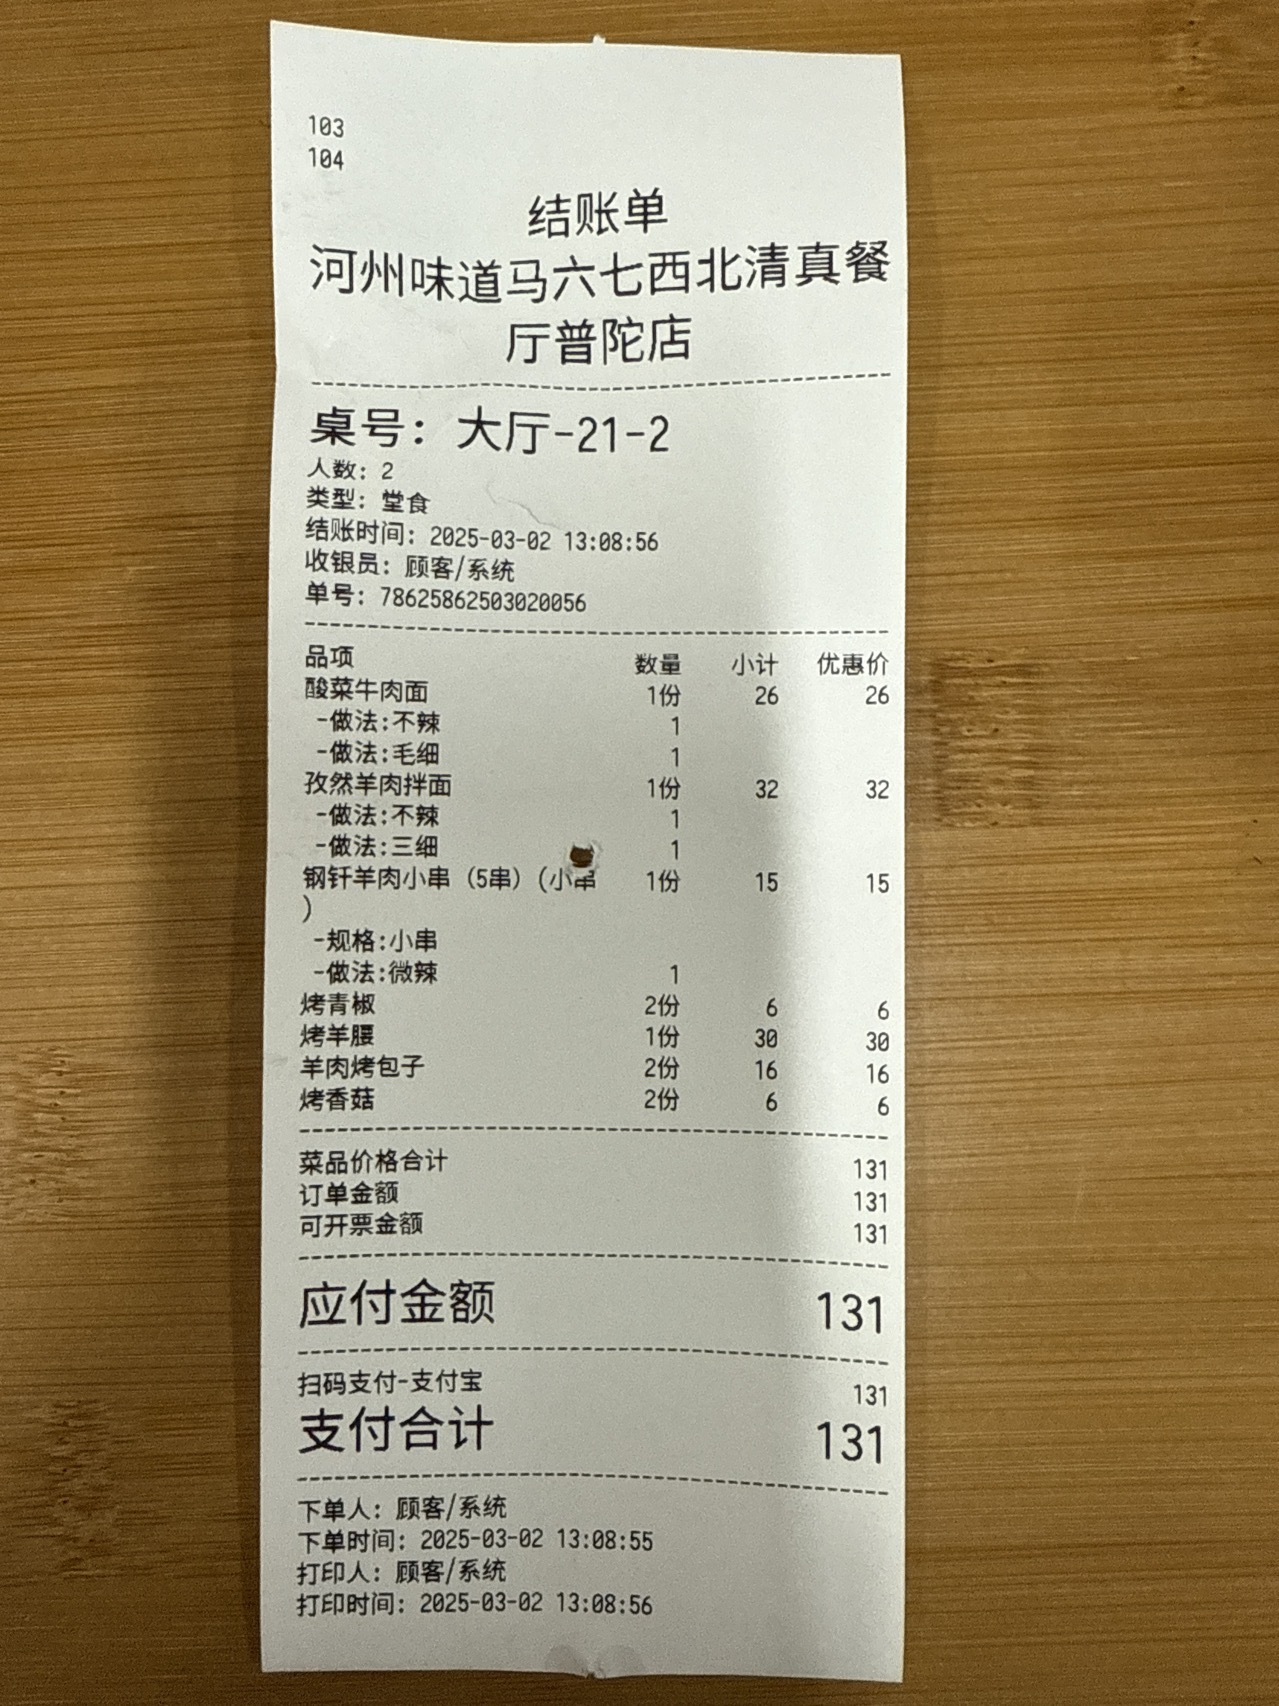 103
104
结账单
河州味道马六七西北清真餐
厅普陀店
桌号：大厅-21-2
人数：2
类型：堂食
结账时间：2025-03-02 13:08:56
收银员：顾客/系统
单号：78625862503020056
品项 数量 小计 优惠价
酸菜牛肉面 1份 26 26
-做法:不辣 1
-做法:毛细 1
孜然羊肉拌面 1份 32 32
-做法:不辣 1
-做法:三细 1
钢钎羊肉小串（5串）(小串 1份 15 15
)
-规格:小串
-做法:微辣 1
烤青椒 2份 6 6
烤羊腰 1份 30 30
羊肉烤包子 2份 16 16
烤香菇 2份 6 6
菜品价格合计 131
订单金额 131
可开票金额 131
应付金额 131
扫码支付-支付宝 131
支付合计 131
下单人：顾客/系统
下单时间：2025-03-02 13:08:55
打印人：顾客/系统
打印时间：2025-03-02 13:08:56